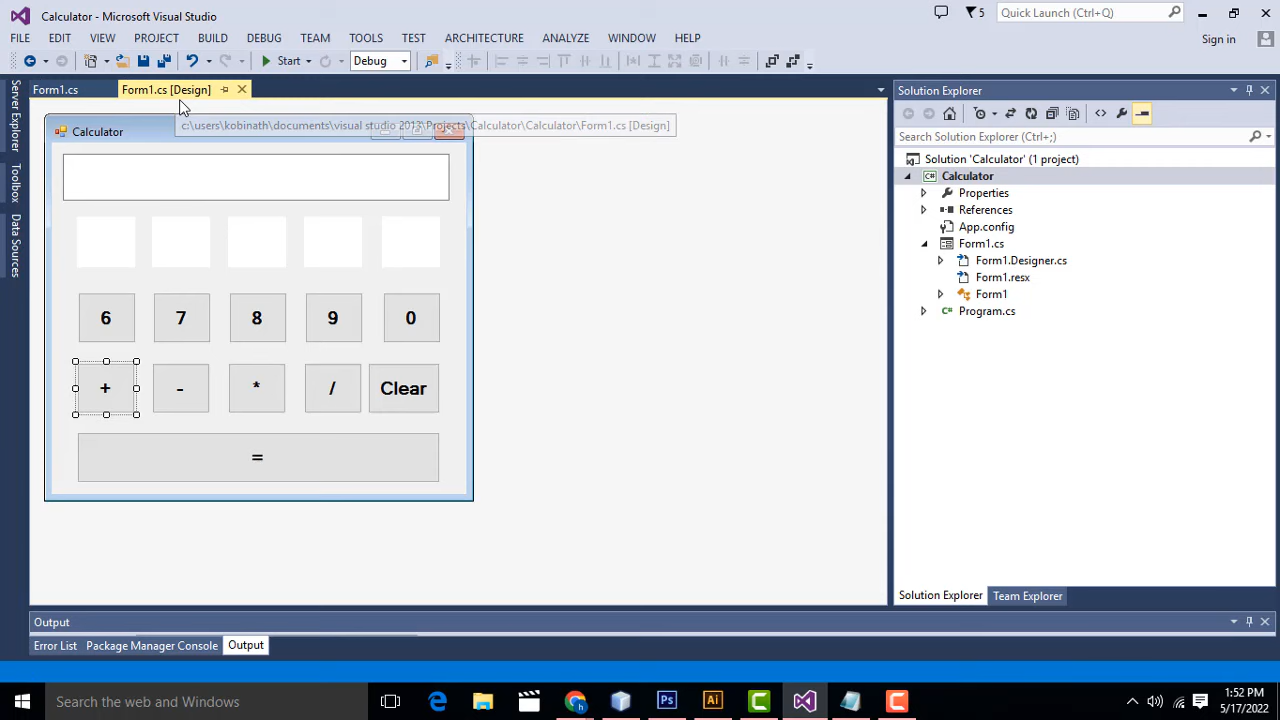 Calculator - Microsoft Visual Studio
5
Quick Launch (Ctrl+Q)
FILE EDIT VIEW PROJECT BUILD DEBUG TEAM TOOLS TEST ARCHITECTURE ANALYZE WINDOW HELP
Sign in
Start
Debug
Server Explorer
Toolbox
Data Sources
Form1.cs
Form1.cs [Design]
c:\users\kobinath\documents\visual studio 2013\Projects\Calculator\Calculator\Form1.cs [Design]
Calculator
6 7 8 9 0
+ - * / Clear
=
Solution Explorer
Search Solution Explorer (Ctrl+;)
Solution 'Calculator' (1 project)
C# Calculator
Properties
References
App.config
Form1.cs
Form1.Designer.cs
Form1.resx
Form1
C# Program.cs
Solution Explorer Team Explorer
Output
Error List Package Manager Console Output
Search the web and Windows
Ps Ai
1:52 PM
5/17/2022